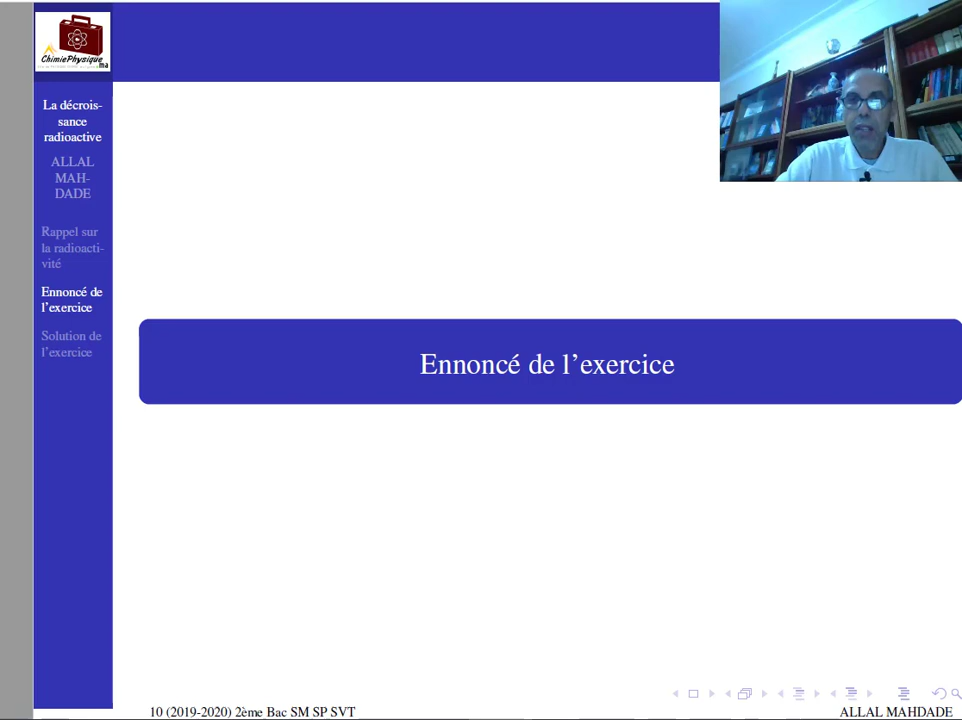 ChimiePhysique
ma
La décrois-
sance
radioactive
ALLAL
MAH-
DADE
Rappel sur
la radioacti-
vité
Ennoncé de
l'exercice
Solution de
l'exercice
Ennoncé de l'exercice
10 (2019-2020) 2ème Bac SM SP SVT
ALLAL MAHDADE